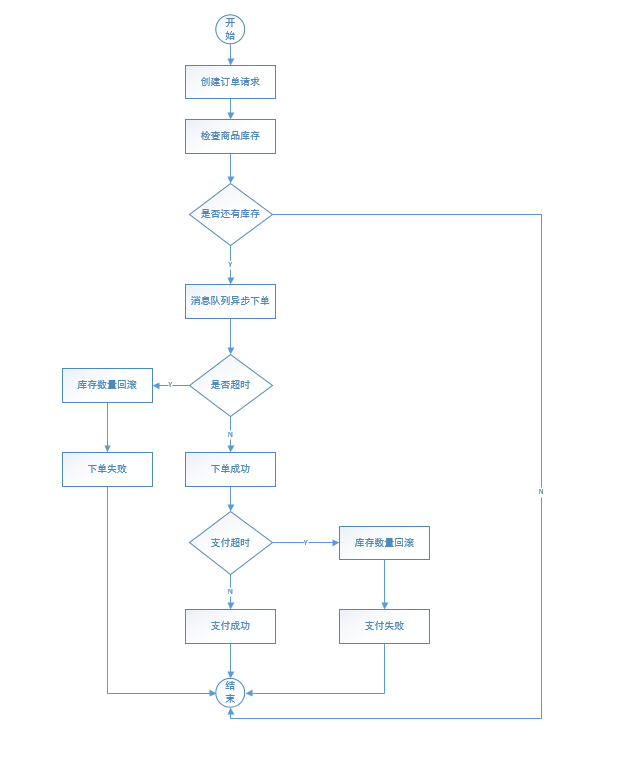 开
始
创建订单请求
检查商品库存
是否还有库存
Y
消息队列异步下单
库存数量回滚
Y
是否超时
N
下单失败
下单成功
N
支付超时
Y
库存数量回滚
N
支付成功
支付失败
结
束